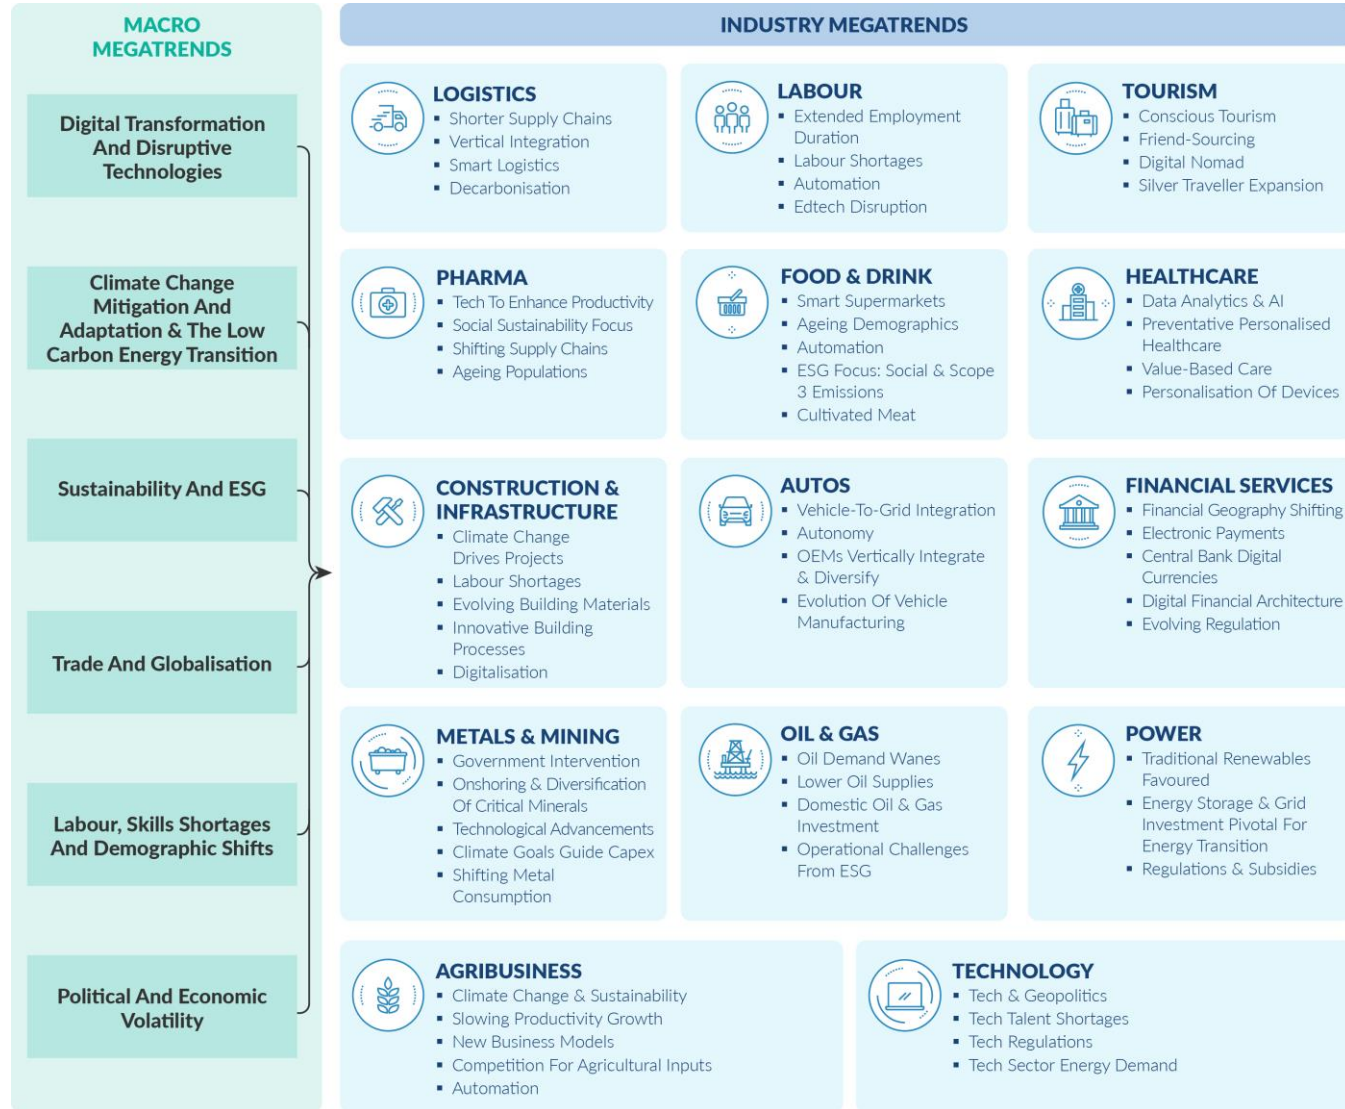 MACRO
MEGATRENDS
Digital Transformation
And Disruptive
Technologies
Climate Change
Mitigation And
Adaptation & The Low
Carbon Energy Transition
Sustainability And ESG
Trade And Globalisation
Labour, Skills Shortages
And Demographic Shifts
Political And Economic
Volatility
INDUSTRY MEGATRENDS
LOGISTICS
▪ Shorter Supply Chains
▪ Vertical Integration
▪ Smart Logistics
▪ Decarbonisation
LABOUR
▪ Extended Employment
Duration
▪ Labour Shortages
▪ Automation
▪ Edtech Disruption
TOURISM
▪ Conscious Tourism
▪ Friend-Sourcing
▪ Digital Nomad
▪ Silver Traveller Expansion
PHARMA
▪ Tech To Enhance Productivity
▪ Social Sustainability Focus
▪ Shifting Supply Chains
▪ Ageing Populations
FOOD & DRINK
▪ Smart Supermarkets
▪ Ageing Demographics
▪ Automation
▪ ESG Focus: Social & Scope
3 Emissions
▪ Cultivated Meat
HEALTHCARE
▪ Data Analytics & AI
▪ Preventative Personalised
Healthcare
▪ Value-Based Care
▪ Personalisation Of Devices
CONSTRUCTION &
INFRASTRUCTURE
▪ Climate Change
Drives Projects
▪ Labour Shortages
▪ Evolving Building Materials
▪ Innovative Building
Processes
▪ Digitalisation
AUTOS
▪ Vehicle-To-Grid Integration
▪ Autonomy
▪ OEMs Vertically Integrate
& Diversify
▪ Evolution Of Vehicle
Manufacturing
FINANCIAL SERVICES
▪ Financial Geography Shifting
▪ Electronic Payments
▪ Central Bank Digital
Currencies
▪ Digital Financial Architecture
▪ Evolving Regulation
METALS & MINING
▪ Government Intervention
▪ Onshoring & Diversification
Of Critical Minerals
▪ Technological Advancements
▪ Climate Goals Guide Capex
▪ Shifting Metal
Consumption
OIL & GAS
▪ Oil Demand Wanes
▪ Lower Oil Supplies
▪ Domestic Oil & Gas
Investment
▪ Operational Challenges
From ESG
POWER
▪ Traditional Renewables
Favoured
▪ Energy Storage & Grid
Investment Pivotal For
Energy Transition
▪ Regulations & Subsidies
AGRIBUSINESS
▪ Climate Change & Sustainability
▪ Slowing Productivity Growth
▪ New Business Models
▪ Competition For Agricultural Inputs
▪ Automation
TECHNOLOGY
▪ Tech & Geopolitics
▪ Tech Talent Shortages
▪ Tech Regulations
▪ Tech Sector Energy Demand